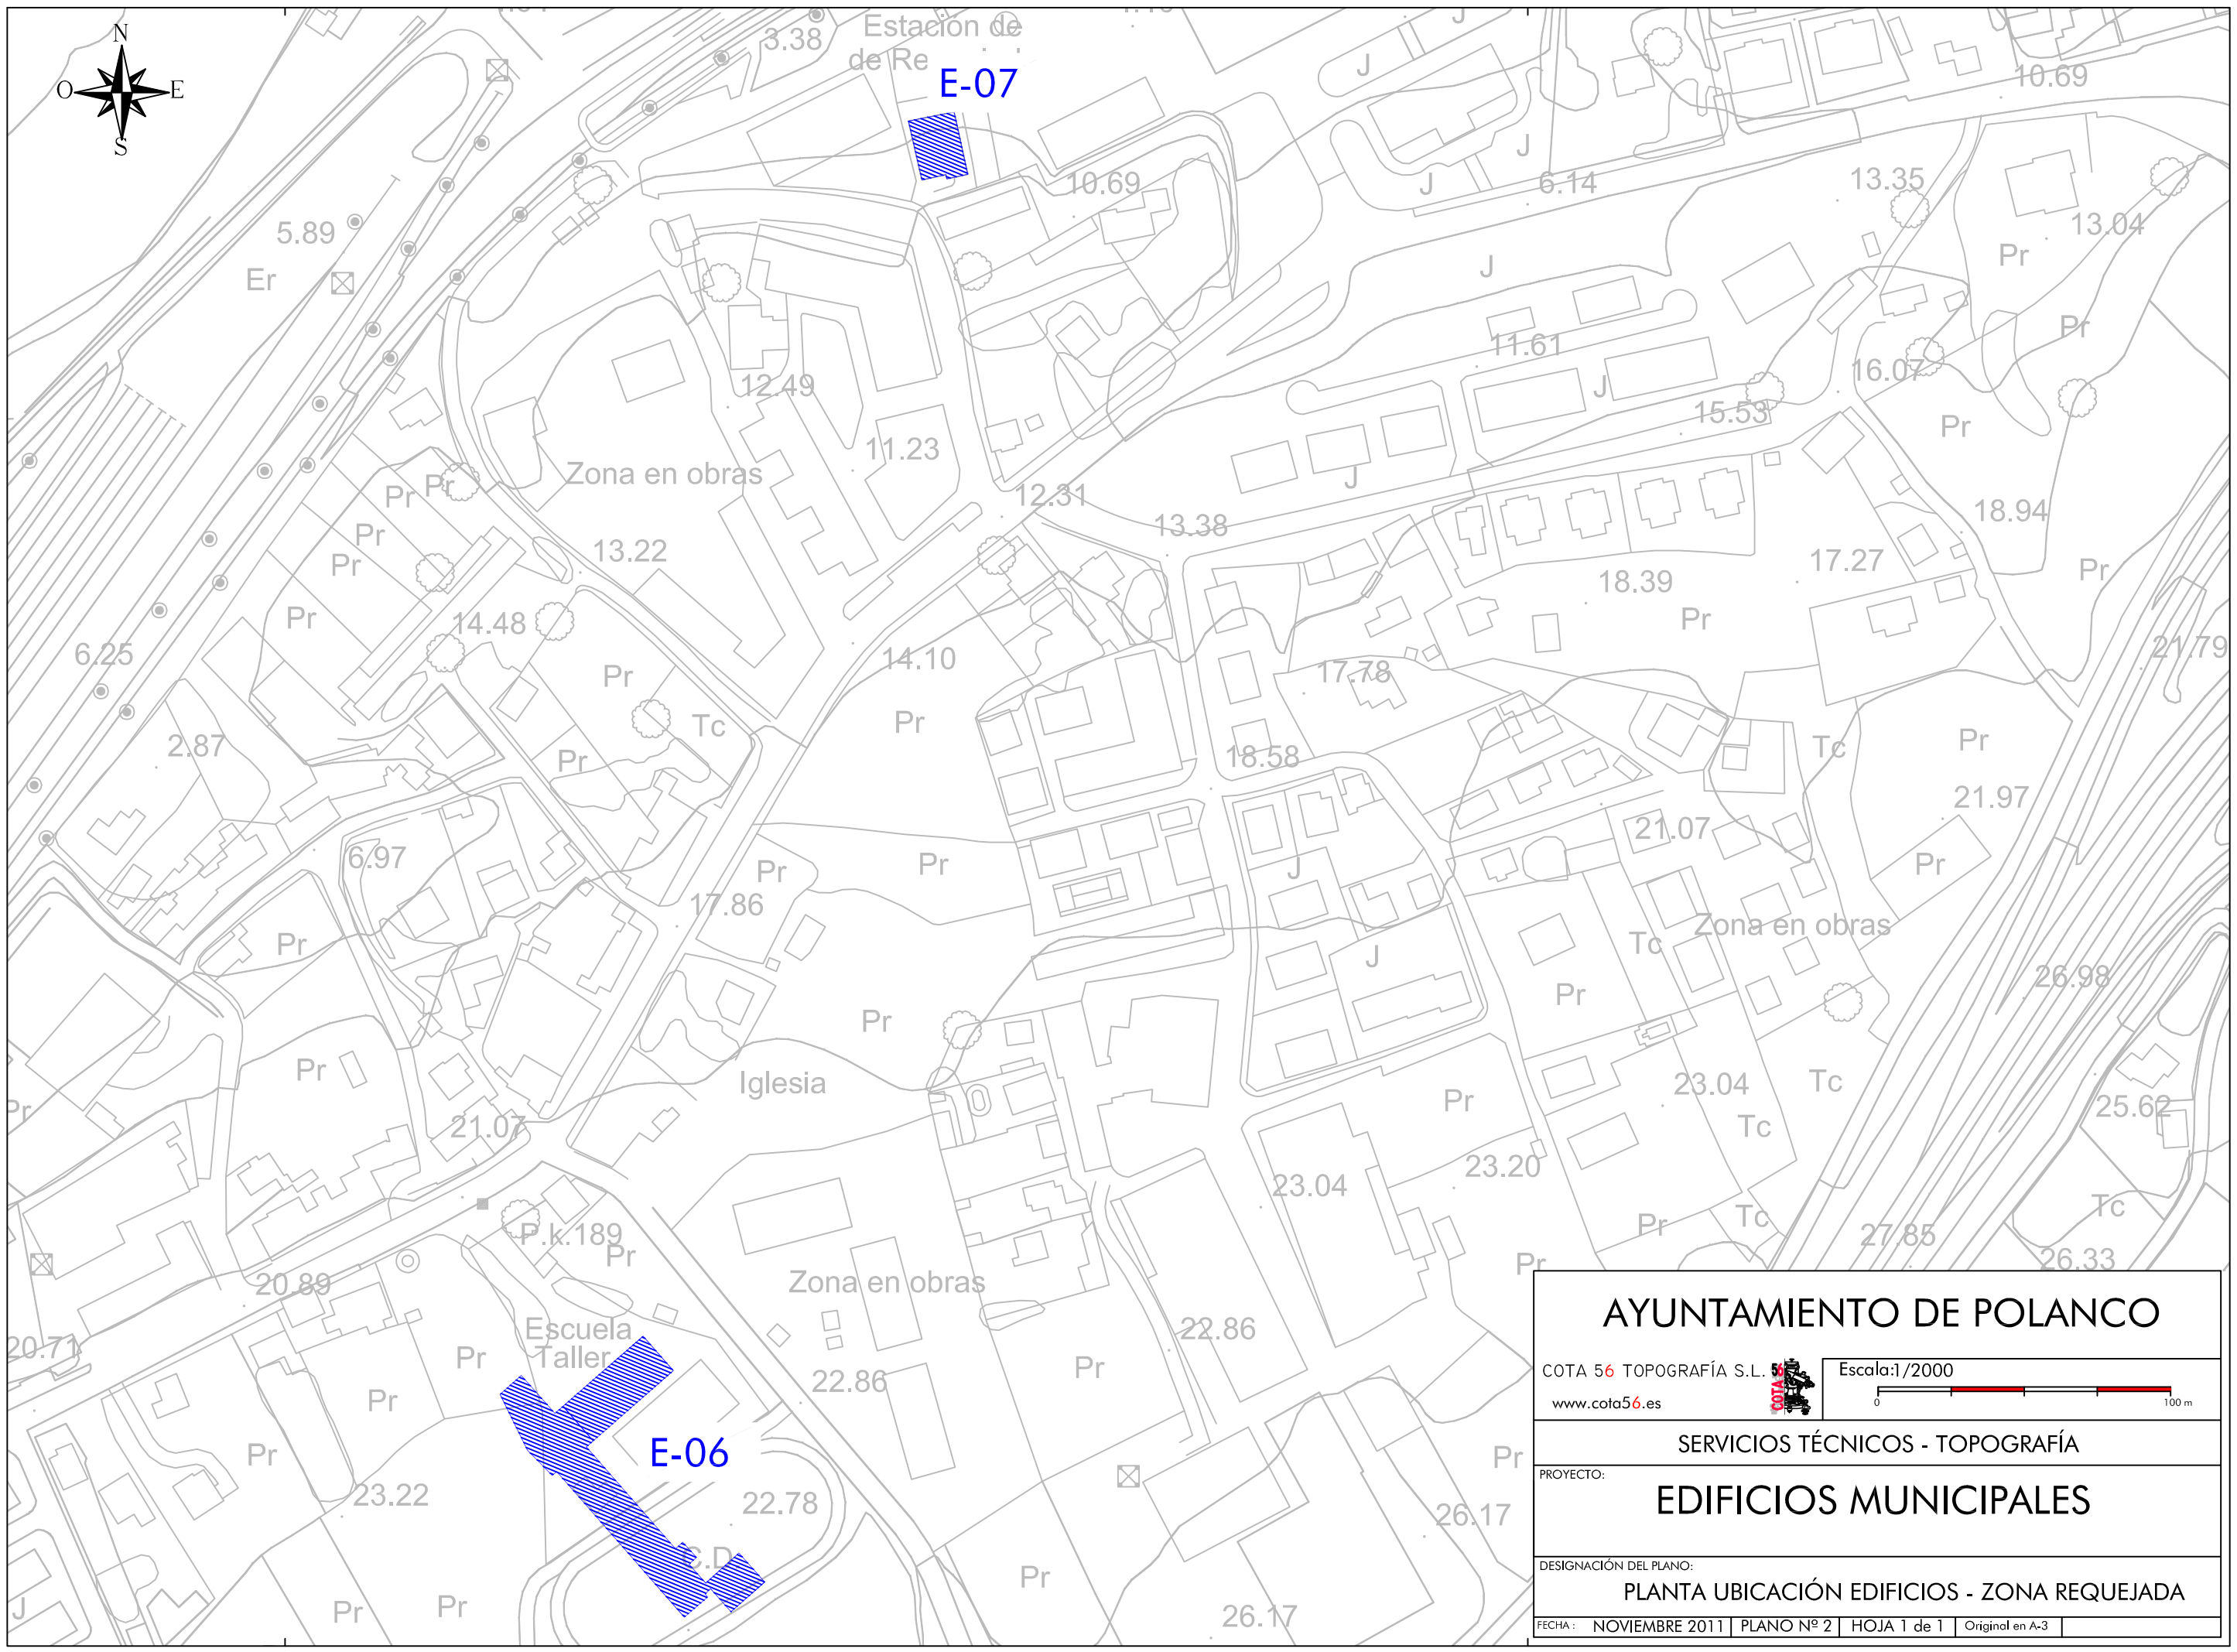 N
O E
S
Estación de
de Re
3.38
E-07
J
J
10.69
J
10.69
J
6.14
13.35
13.04
Pr
5.89
Er
J
Pr
12.49
11.61
J
16.07
15.53
Pr
11.23
Zona en obras
Pr
Pr
Pr
Pr
12.31
13.38
J
18.94
13.22
17.27
18.39
Pr
Pr
Pr
14.48
6.25
Pr
14.10
17.78
21.79
Pr
Tc
2.87
Pr
18.58
Tc
Pr
21.97
6.97
Pr
Pr
J
21.07
Pr
17.86
Pr
Tc
Zona en obras
J
26.98
Pr
Pr
Pr
Iglesia
Pr
23.04
Tc
25.62
Pr
21.07
Tc
23.04
23.20
Tc
Tc
P.k.189
Pr
Pr
27.85
26.33
20.89
Zona en obras
Pr
20.71
Escuela
Taller
Pr
22.86
Pr
22.86
Pr
Pr
E-06
Pr
23.22
22.78
26.17
C.D
Pr
Pr
Pr
26.17
J
AYUNTAMIENTO DE POLANCO
COTA 56 TOPOGRAFÍA S.L.
www.cota56.es
56
COTA
Escala:1/2000
0 100 m
SERVICIOS TÉCNICOS - TOPOGRAFÍA
PROYECTO:
EDIFICIOS MUNICIPALES
DESIGNACIÓN DEL PLANO:
PLANTA UBICACIÓN EDIFICIOS - ZONA REQUEJADA
FECHA : NOVIEMBRE 2011 PLANO Nº 2 HOJA 1 de 1 Original en A-3